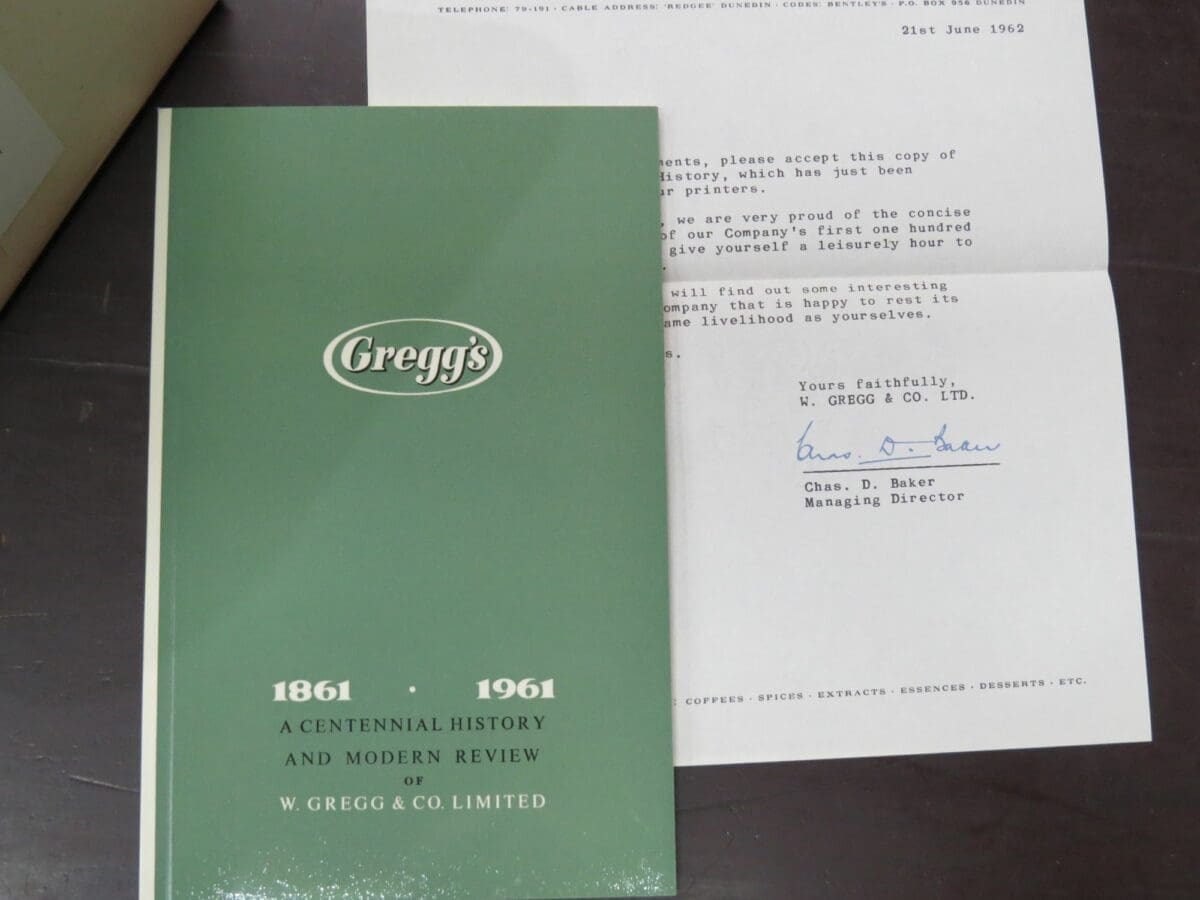 TELEPHONE: 79-191 · CABLE ADDRESS: 'REDGEE' DUNEDIN · CODES: BENTLEY'S · P.O. BOX 956 DUNEDIN
21st June 1962
ents, please accept this copy of
History, which has just been
ur printers.
, we are very proud of the concise
of our Company's first one hundred
give yourself a leisurely hour to
.
will find out some interesting
ompany that is happy to rest its
ame livelihood as yourselves.
s.
Yours faithfully,
W. GREGG & CO. LTD.
Chas. D. Baker
Chas. D. Baker
Managing Director
: COFFEES · SPICES · EXTRACTS · ESSENCES · DESSERTS · ETC.
Gregg's
1861 · 1961
A CENTENNIAL HISTORY
AND MODERN REVIEW
OF
W. GREGG & CO. LIMITED